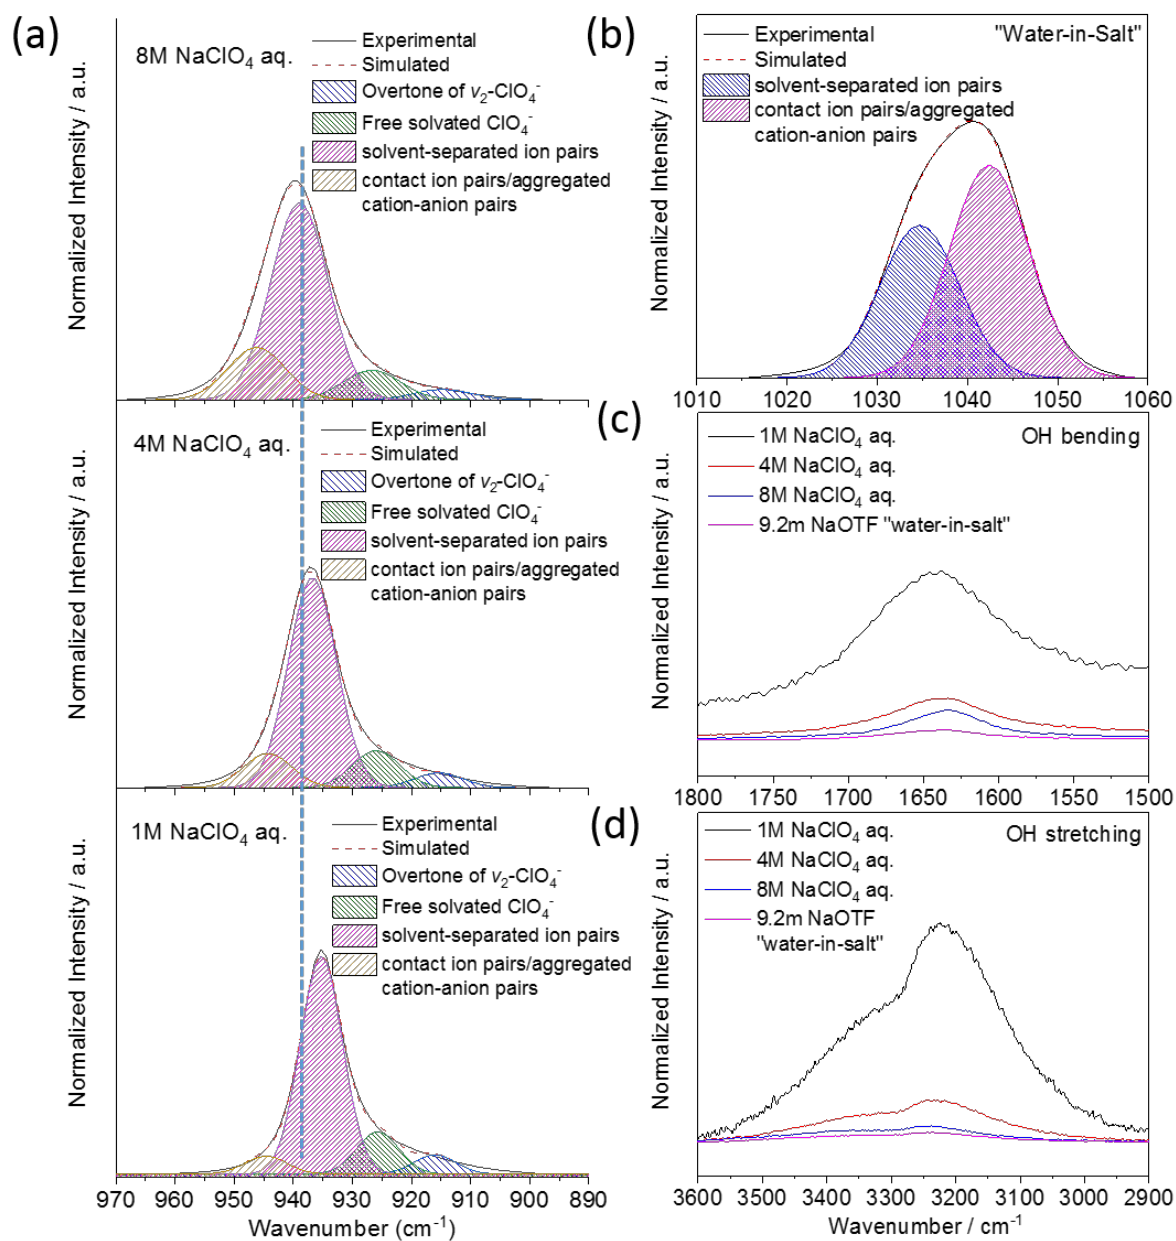 (a)
8M NaClO₄ aq.
Experimental
Simulated
Overtone of ν₂-ClO₄⁻
Free solvated ClO₄⁻
solvent-separated ion pairs
contact ion pairs/aggregated
cation-anion pairs
Normalized Intensity / a.u.
4M NaClO₄ aq.
Experimental
Simulated
Overtone of ν₂-ClO₄⁻
Free solvated ClO₄⁻
solvent-separated ion pairs
contact ion pairs/aggregated
cation-anion pairs
Normalized Intensity / a.u.
1M NaClO₄ aq.
Experimental
Simulated
Overtone of ν₂-ClO₄⁻
Free solvated ClO₄⁻
solvent-separated ion pairs
contact ion pairs/aggregated
cation-anion pairs
Normalized Intensity / a.u.
970 960 950 940 930 920 910 900 890
Wavenumber (cm⁻¹)
(b)
"Water-in-Salt"
Experimental
Simulated
solvent-separated ion pairs
contact ion pairs/aggregated
cation-anion pairs
Normalized Intensity / a.u.
1010 1020 1030 1040 1050 1060
(c)
OH bending
1M NaClO₄ aq.
4M NaClO₄ aq.
8M NaClO₄ aq.
9.2m NaOTF "water-in-salt"
Normalized Intensity / a.u.
1800 1750 1700 1650 1600 1550 1500
(d)
OH stretching
1M NaClO₄ aq.
4M NaClO₄ aq.
8M NaClO₄ aq.
9.2m NaOTF
"water-in-salt"
Normalized Intensity / a.u.
3600 3500 3400 3300 3200 3100 3000 2900
Wavenumber / cm⁻¹